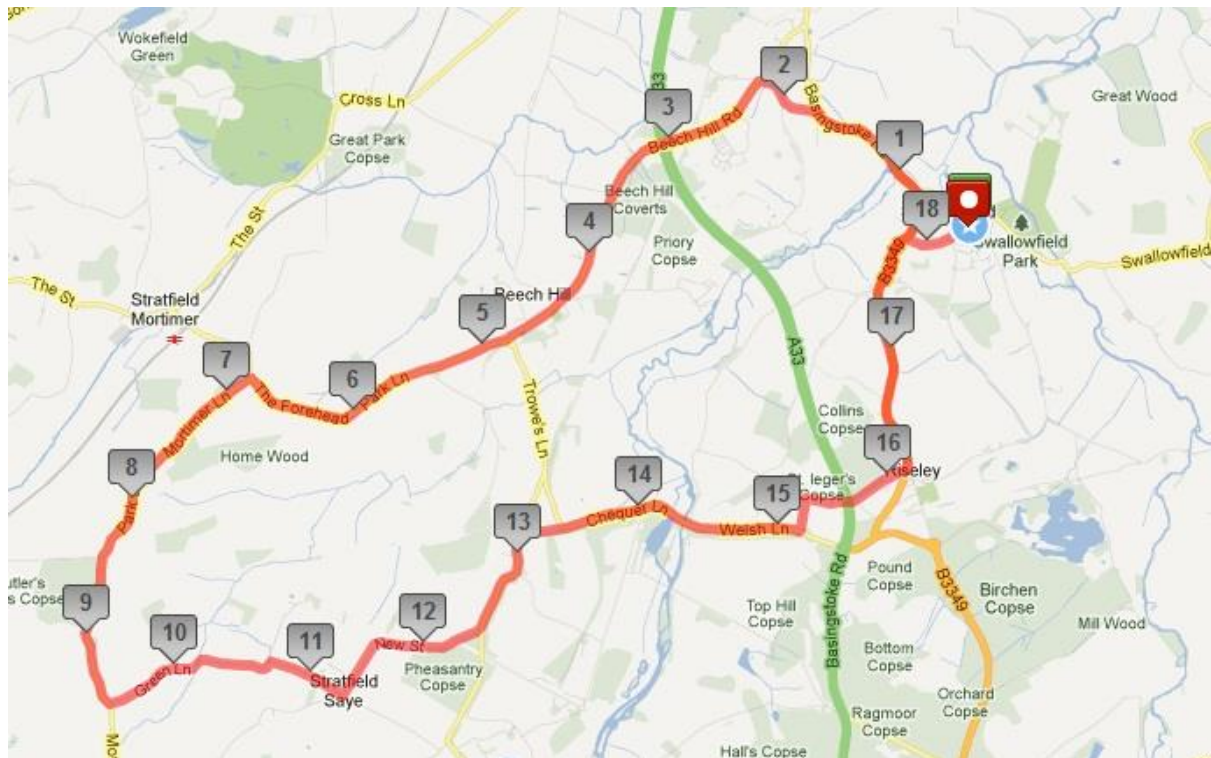 Wokefield
Green
Cross Ln
Great Park
Copse
The St
The St
Stratfield
Mortimer
33
3
2
Beech Hill Rd
Basingstoke
1
Great Wood
18
Swallowfield
Park
Swallowfield
Beech Hill
Coverts
4
Priory
Copse
B3349
17
Beech Hill
5
A33
7
6
Park Ln
The Forehead
Mortimer Ln
Trowe's Ln
Collins
Copse
Home Wood
8
Park
14
Chequer Ln
13
15
Welsh Ln
16
Riseley
St. leger's
Copse
9
10
Green Ln
11
Stratfield
Saye
12
New St
Pheasantry
Copse
Basingstoke Rd
Pound
Copse
B3349
Birchen
Copse
Top Hill
Copse
Mill Wood
Bottom
Copse
Orchard
Copse
Ragmoor
Copse
Hall's Copse